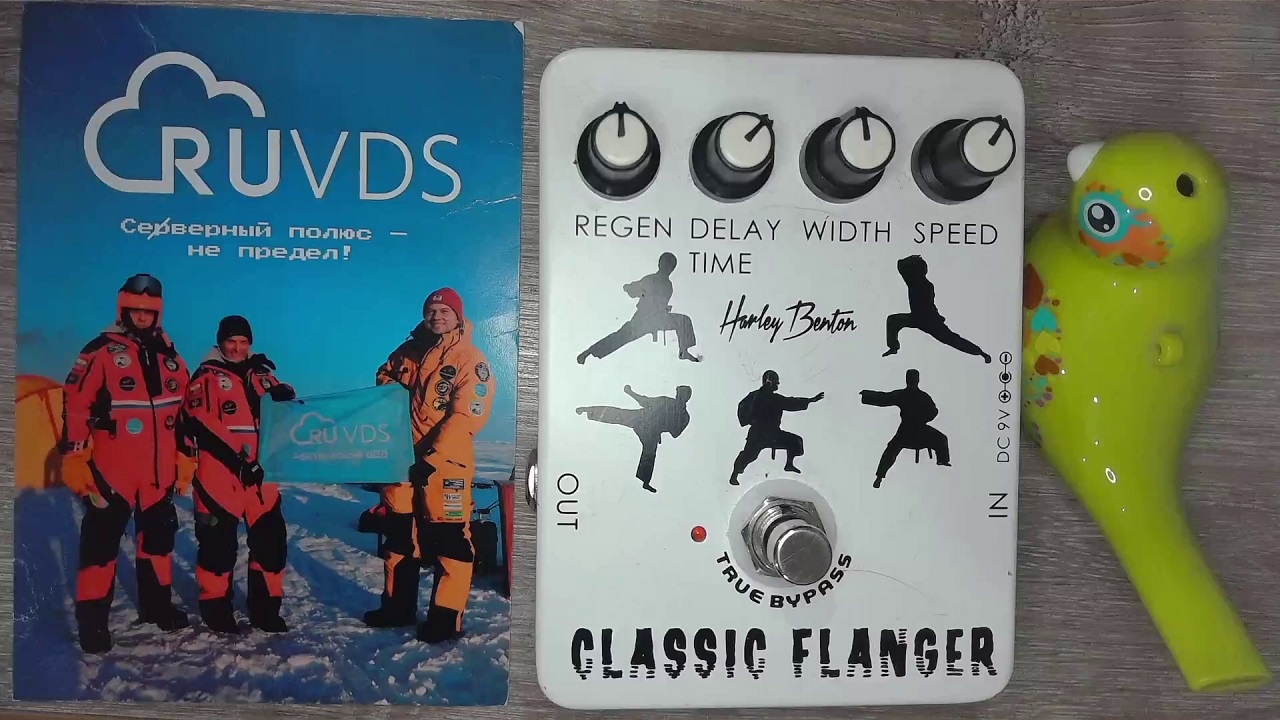 RUVDS
Серверный полюс –
не предел!
RUVDS
REGEN DELAY WIDTH SPEED
TIME
Harley Benton
DC 9V
OUT
IN
TRUE BYPASS
CLASSIC FLANGER